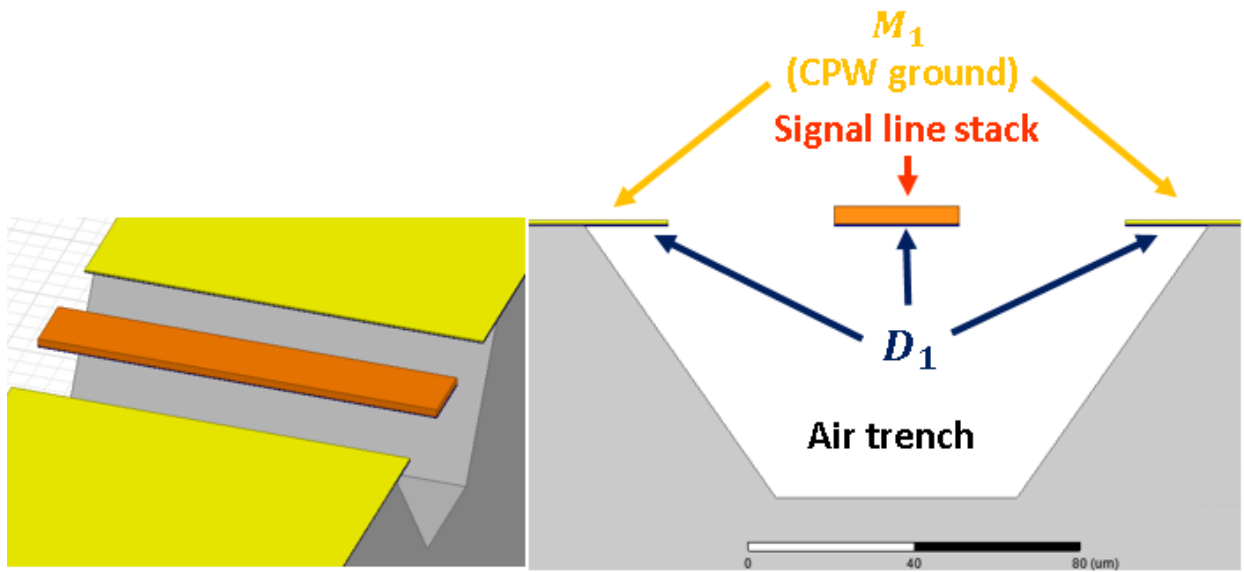 M₁
(CPW ground)
Signal line stack
D₁
Air trench
0 40 80 (um)